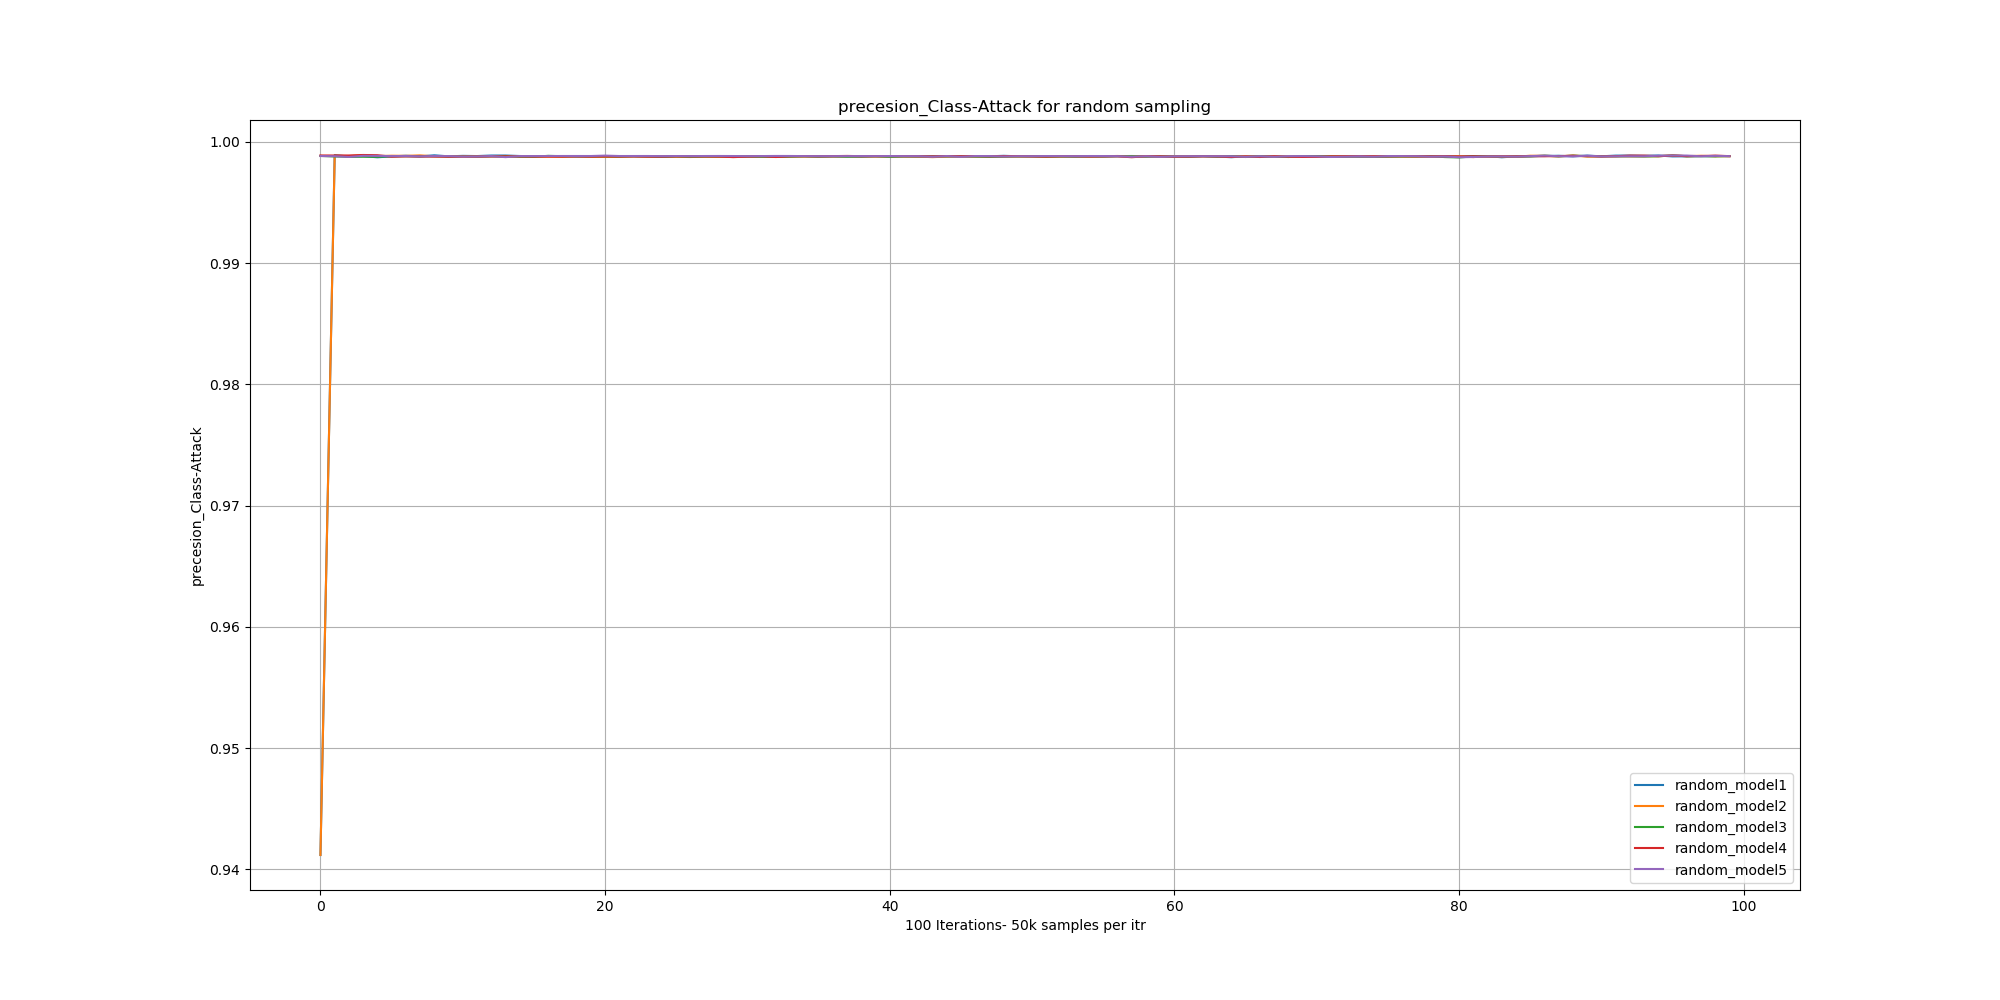 precesion_Class-Attack for random sampling
precesion_Class-Attack
1.00
0.99
0.98
0.97
0.96
0.95
0.94
0 20 40 60 80 100
100 Iterations- 50k samples per itr
random_model1
random_model2
random_model3
random_model4
random_model5